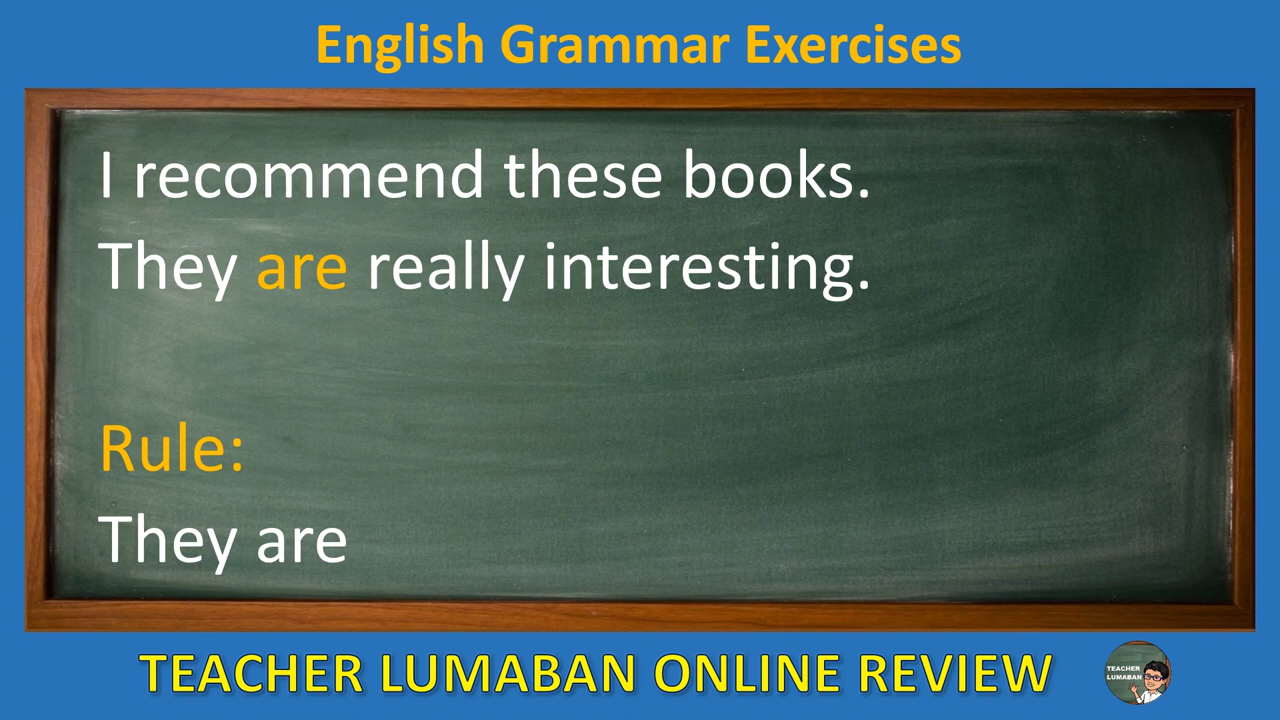 English Grammar Exercises
I recommend these books.
They are really interesting.
Rule:
They are
TEACHER LUMABAN ONLINE REVIEW
TEACHER
LUMABAN